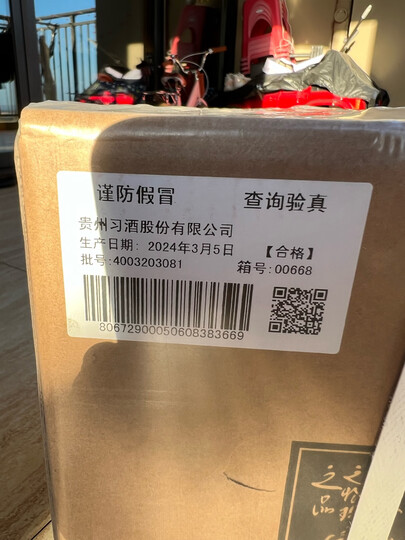 谨防假冒 查询验真
贵州习酒股份有限公司
生产日期: 2024年3月5日 【合格】
批号:4003203081 箱号:00668
80672900050608383669